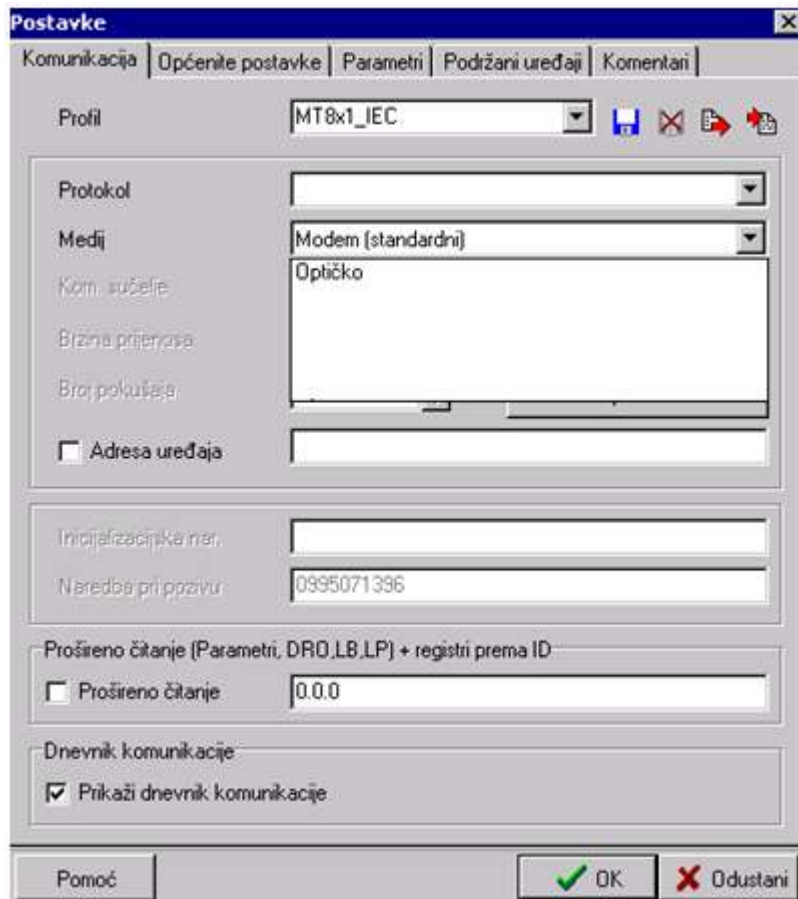 Postavke
Komunikacija Općenite postavke Parametri Podržani uređaji Komentari
Profil MT8x1_IEC
Protokol
Medij Modem (standardni)
Optičko
Kom. sučelje
Brzina prijenosa
Broj pokušaja
Adresa uređaja
Inicijalizacijska nar.
Naredba pri pozivu 0995071396
Prošireno čitanje (Parametri, DRO,LB,LP) + registri prema ID
Prošireno čitanje 0.0.0
Dnevnik komunikacije
Prikaži dnevnik komunikacije
Pomoć OK Odustani